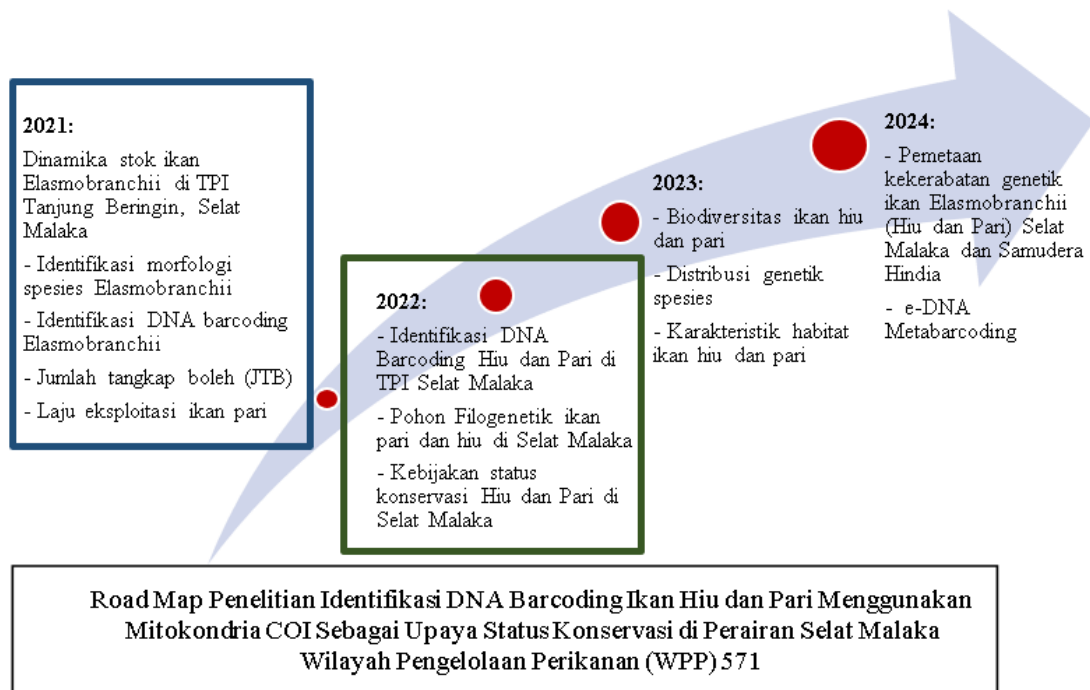 2021:
Dinamika stok ikan
Elasmobranchii di TPI
Tanjung Beringin, Selat
Malaka
- Identifikasi morfologi
spesies Elasmobranchii
- Identifikasi DNA barcoding
Elasmobranchii
- Jumlah tangkap boleh (JTB)
- Laju eksploitasi ikan pari
2022:
- Identifikasi DNA
Barcoding Hiu dan Pari di
TPI Selat Malaka
- Pohon Filogenetik ikan
pari dan hiu di Selat Malaka
- Kebijakan status
konservasi Hiu dan Pari di
Selat Malaka
2023:
- Biodiversitas ikan hiu
dan pari
- Distribusi genetik
spesies
- Karakteristik habitat
ikan hiu dan pari
2024:
- Pemetaan
kekerabatan genetik
ikan Elasmobranchii
(Hiu dan Pari) Selat
Malaka dan Samudera
Hindia
- e-DNA
Metabarcoding
Road Map Penelitian Identifikasi DNA Barcoding Ikan Hiu dan Pari Menggunakan
Mitokondria COI Sebagai Upaya Status Konservasi di Perairan Selat Malaka
Wilayah Pengelolaan Perikanan (WPP) 571